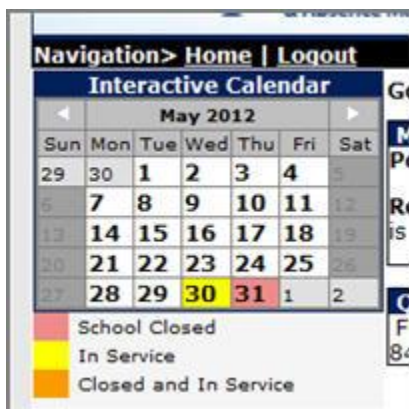 Navigation> Home | Logout
Interactive Calendar
May 2012
Sun Mon Tue Wed Thu Fri Sat
29 30 1 2 3 4 5
6 7 8 9 10 11 12
13 14 15 16 17 18 19
20 21 22 23 24 25 26
27 28 29 30 31 1 2
School Closed
In Service
Closed and In Service
is
84